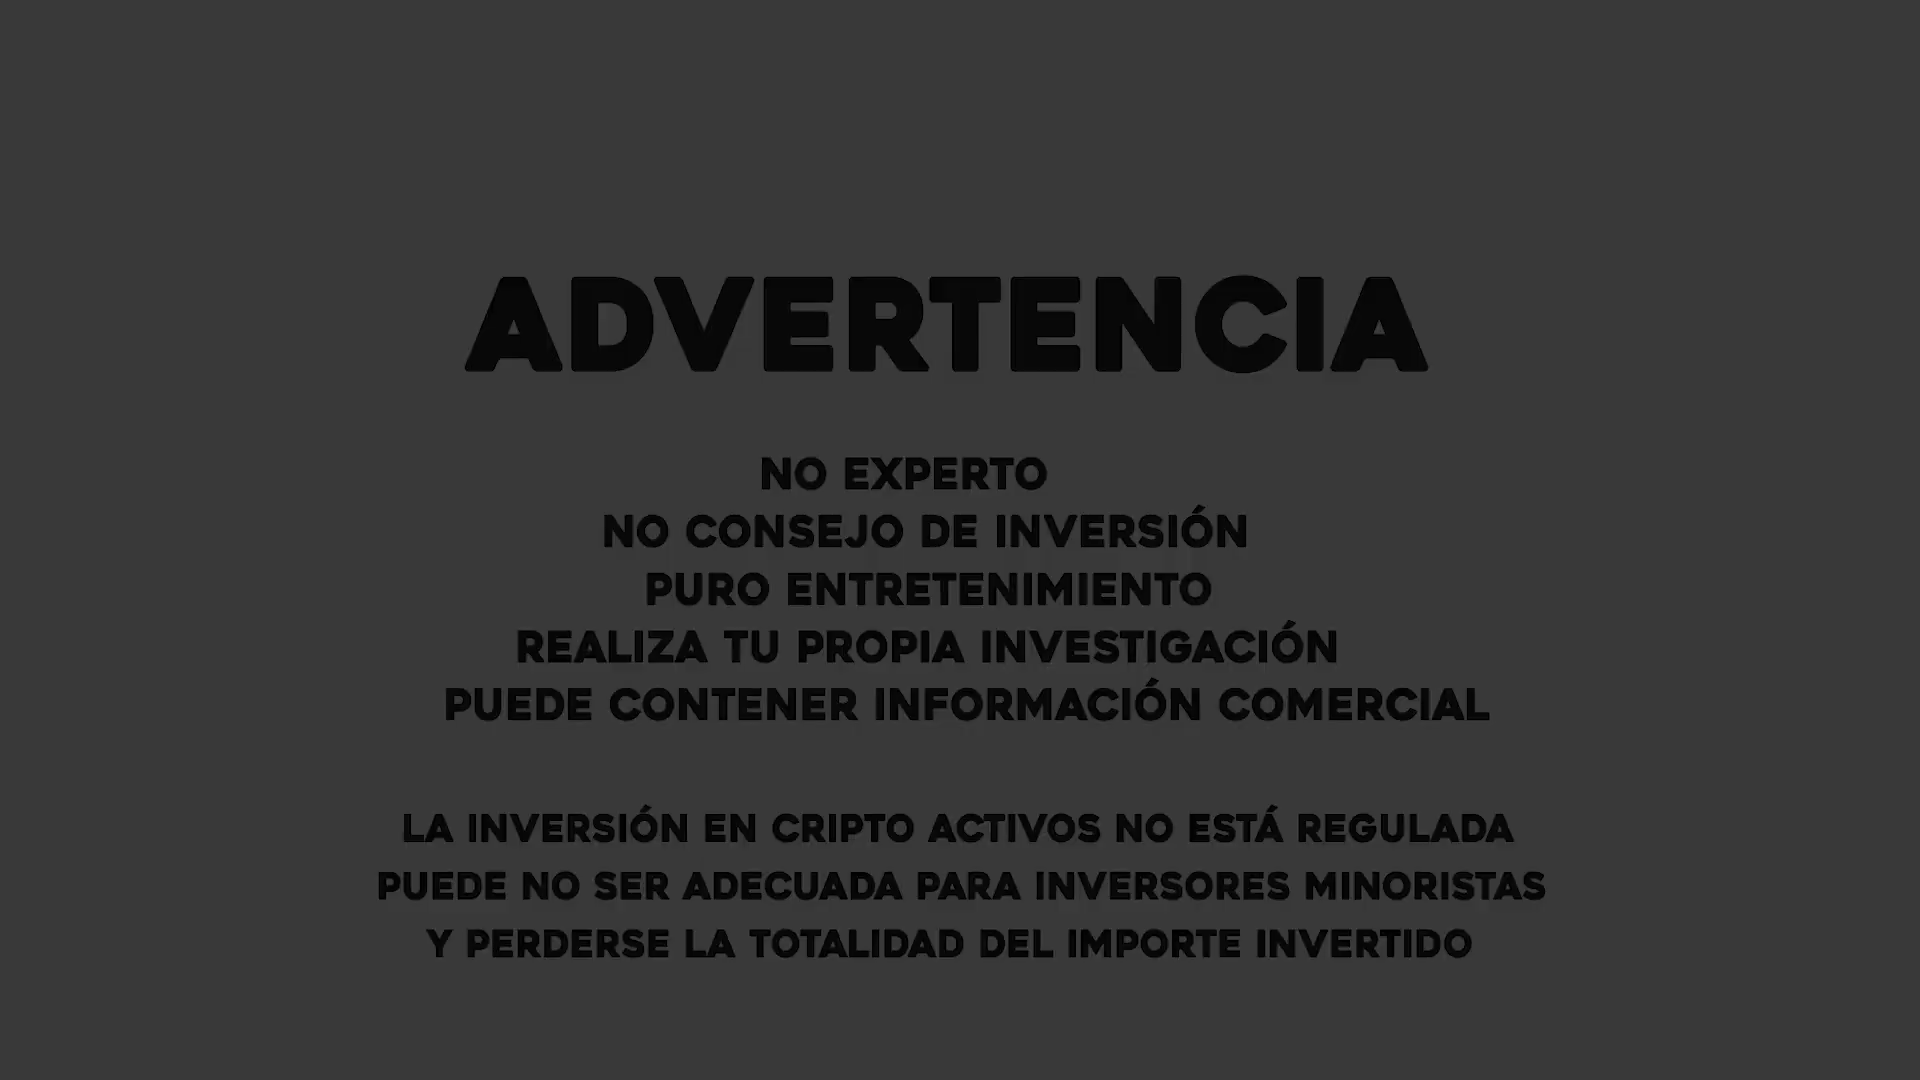 ADVERTENCIA
NO EXPERTO
NO CONSEJO DE INVERSIÓN
PURO ENTRETENIMIENTO
REALIZA TU PROPIA INVESTIGACIÓN
PUEDE CONTENER INFORMACIÓN COMERCIAL
LA INVERSIÓN EN CRIPTO ACTIVOS NO ESTÁ REGULADA
PUEDE NO SER ADECUADA PARA INVERSORES MINORISTAS
Y PERDERSE LA TOTALIDAD DEL IMPORTE INVERTIDO